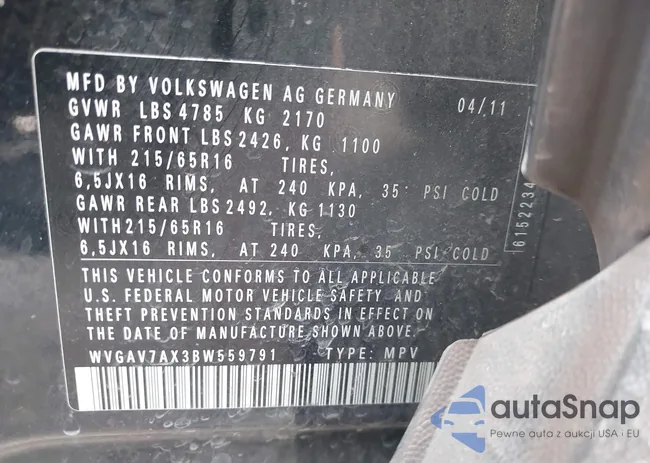 MFD BY VOLKSWAGEN AG GERMANY 04/11
GVWR LBS 4785 KG 2170
GAWR FRONT LBS 2426, KG 1100
WITH 215/65R16 TIRES,
6,5JX16 RIMS, AT 240 KPA, 35 PSI COLD
GAWR REAR LBS 2492, KG 1130
WITH215/65R16 TIRES,
6,5JX16 RIMS, AT 240 KPA, 35 PSI COLD
THIS VEHICLE CONFORMS TO ALL APPLICABLE
U.S. FEDERAL MOTOR VEHICLE SAFETY AND
THEFT PREVENTION STANDARDS IN EFFECT ON
THE DATE OF MANUFACTURE SHOWN ABOVE.
WVGAV7AX3BW559791 TYPE: MPV
6152234
autoSnap
Pewne auta z aukcji USA i EU